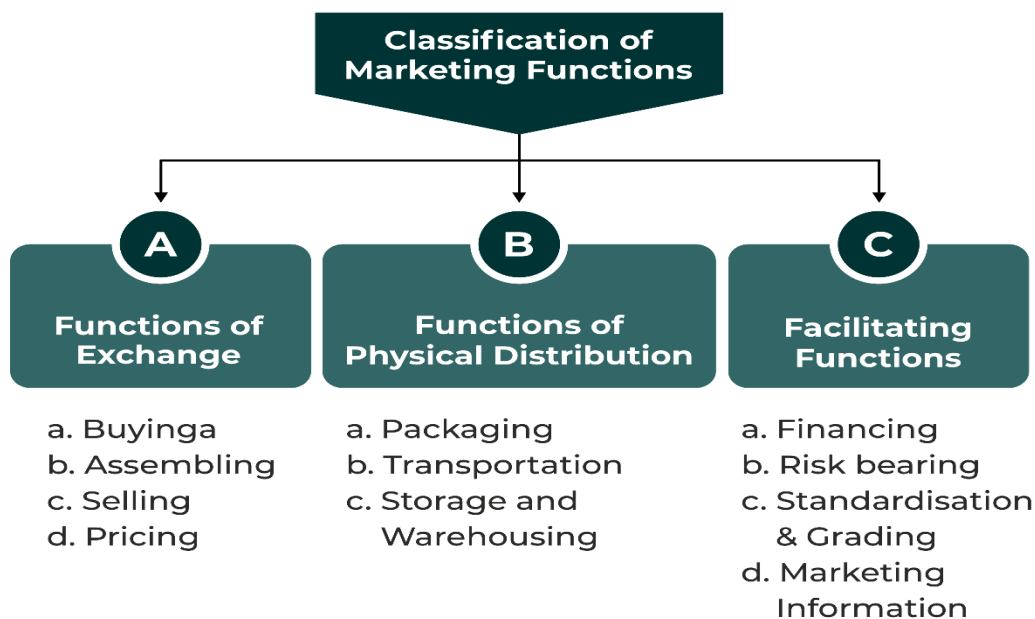 Classification of
Marketing Functions
A
Functions of
Exchange
a. Buyinga
b. Assembling
c. Selling
d. Pricing
B
Functions of
Physical Distribution
a. Packaging
b. Transportation
c. Storage and
Warehousing
C
Facilitating
Functions
a. Financing
b. Risk bearing
c. Standardisation
& Grading
d. Marketing
Information